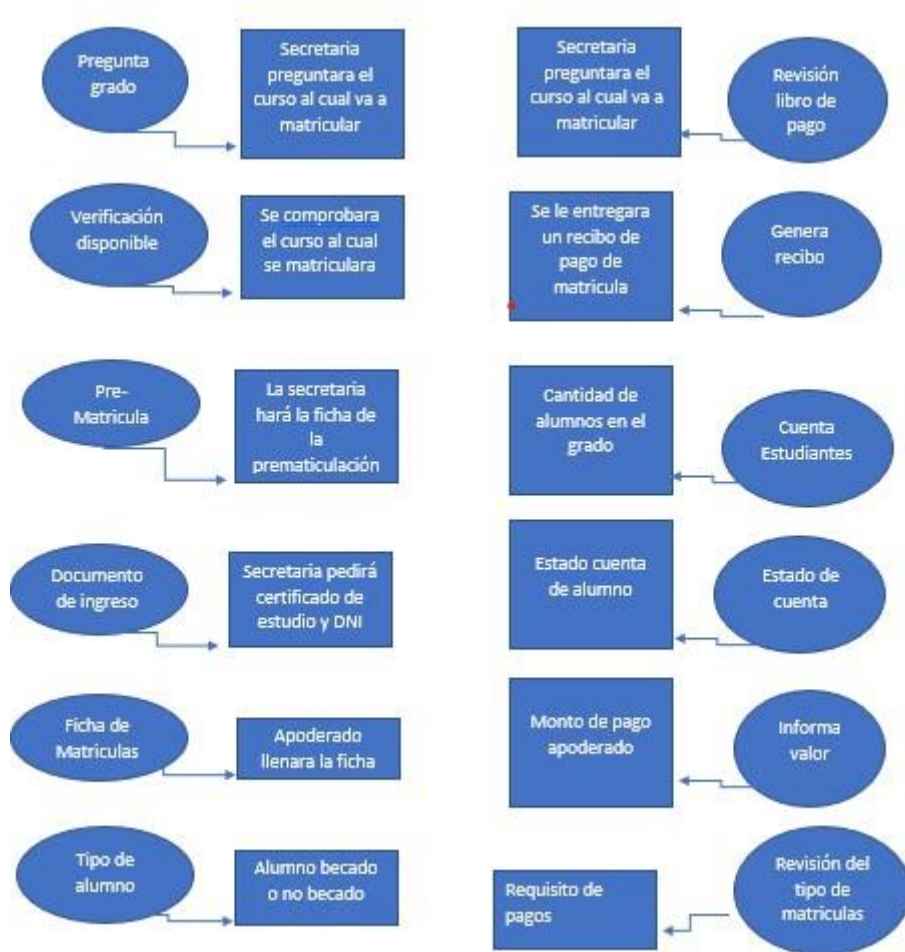 Pregunta
grado
Secretaria
preguntara el
curso al cual va a
matricular
Secretaria
preguntara el
curso al cual va a
matricular
Revisión
libro de
pago
Verificación
disponible
Se comprobara
el curso al cual
se matriculara
Se le entregara
un recibo de
pago de
matricula
Genera
recibo
Pre-
Matricula
La secretaria
hará la ficha de
la
prematiculación
Cantidad de
alumnos en el
grado
Cuenta
Estudiantes
Documento
de ingreso
Secretaria pedirá
certificado de
estudio y DNI
Estado cuenta
de alumno
Estado de
cuenta
Ficha de
Matriculas
Apoderado
llenara la ficha
Monto de pago
apoderado
Informa
valor
Tipo de
alumno
Alumno becado
o no becado
Requisito de
pagos
Revisión del
tipo de
matriculas